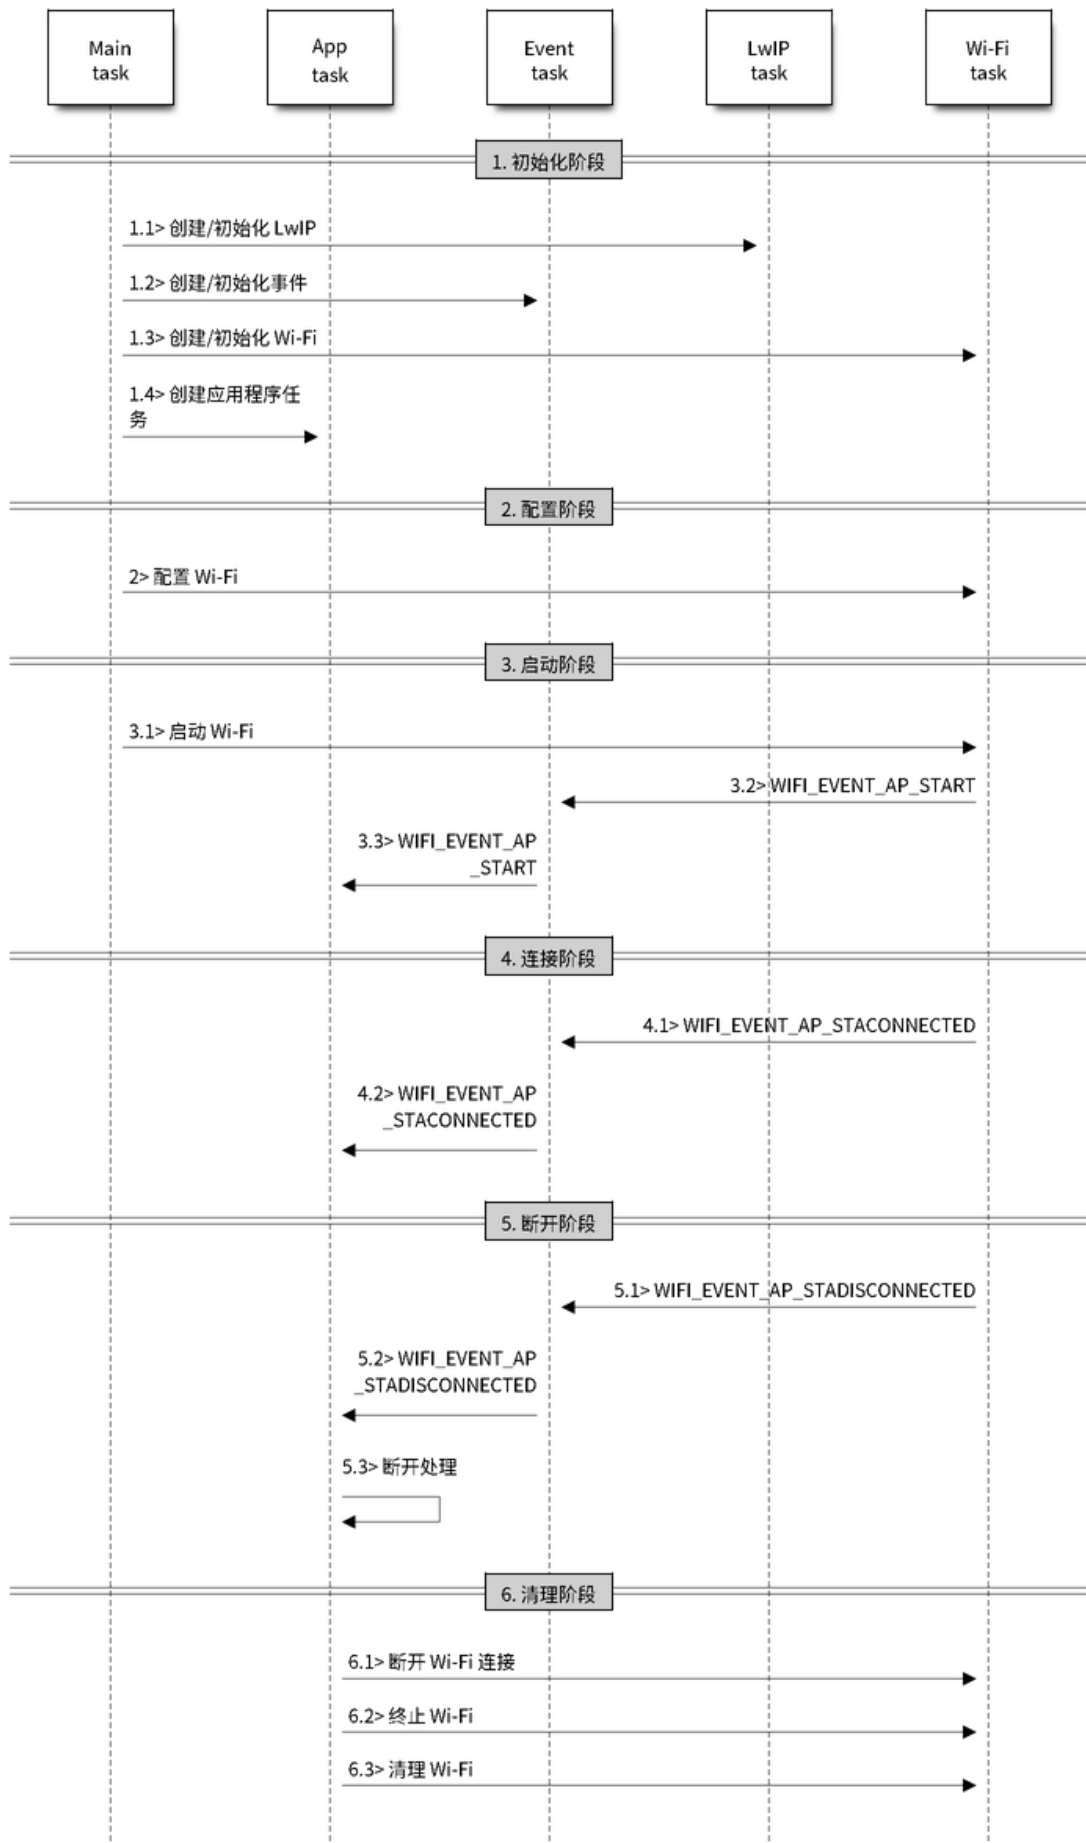 Main
task
App
task
Event
task
LwIP
task
Wi-Fi
task
1. 初始化阶段
1.1> 创建/初始化 LwIP
1.2> 创建/初始化事件
1.3> 创建/初始化 Wi-Fi
1.4> 创建应用程序任
务
2. 配置阶段
2> 配置 Wi-Fi
3. 启动阶段
3.1> 启动 Wi-Fi
3.2> WIFI_EVENT_AP_START
3.3> WIFI_EVENT_AP
_START
4. 连接阶段
4.1> WIFI_EVENT_AP_STACONNECTED
4.2> WIFI_EVENT_AP
_STACONNECTED
5. 断开阶段
5.1> WIFI_EVENT_AP_STADISCONNECTED
5.2> WIFI_EVENT_AP
_STADISCONNECTED
5.3> 断开处理
6. 清理阶段
6.1> 断开 Wi-Fi 连接
6.2> 终止 Wi-Fi
6.3> 清理 Wi-Fi